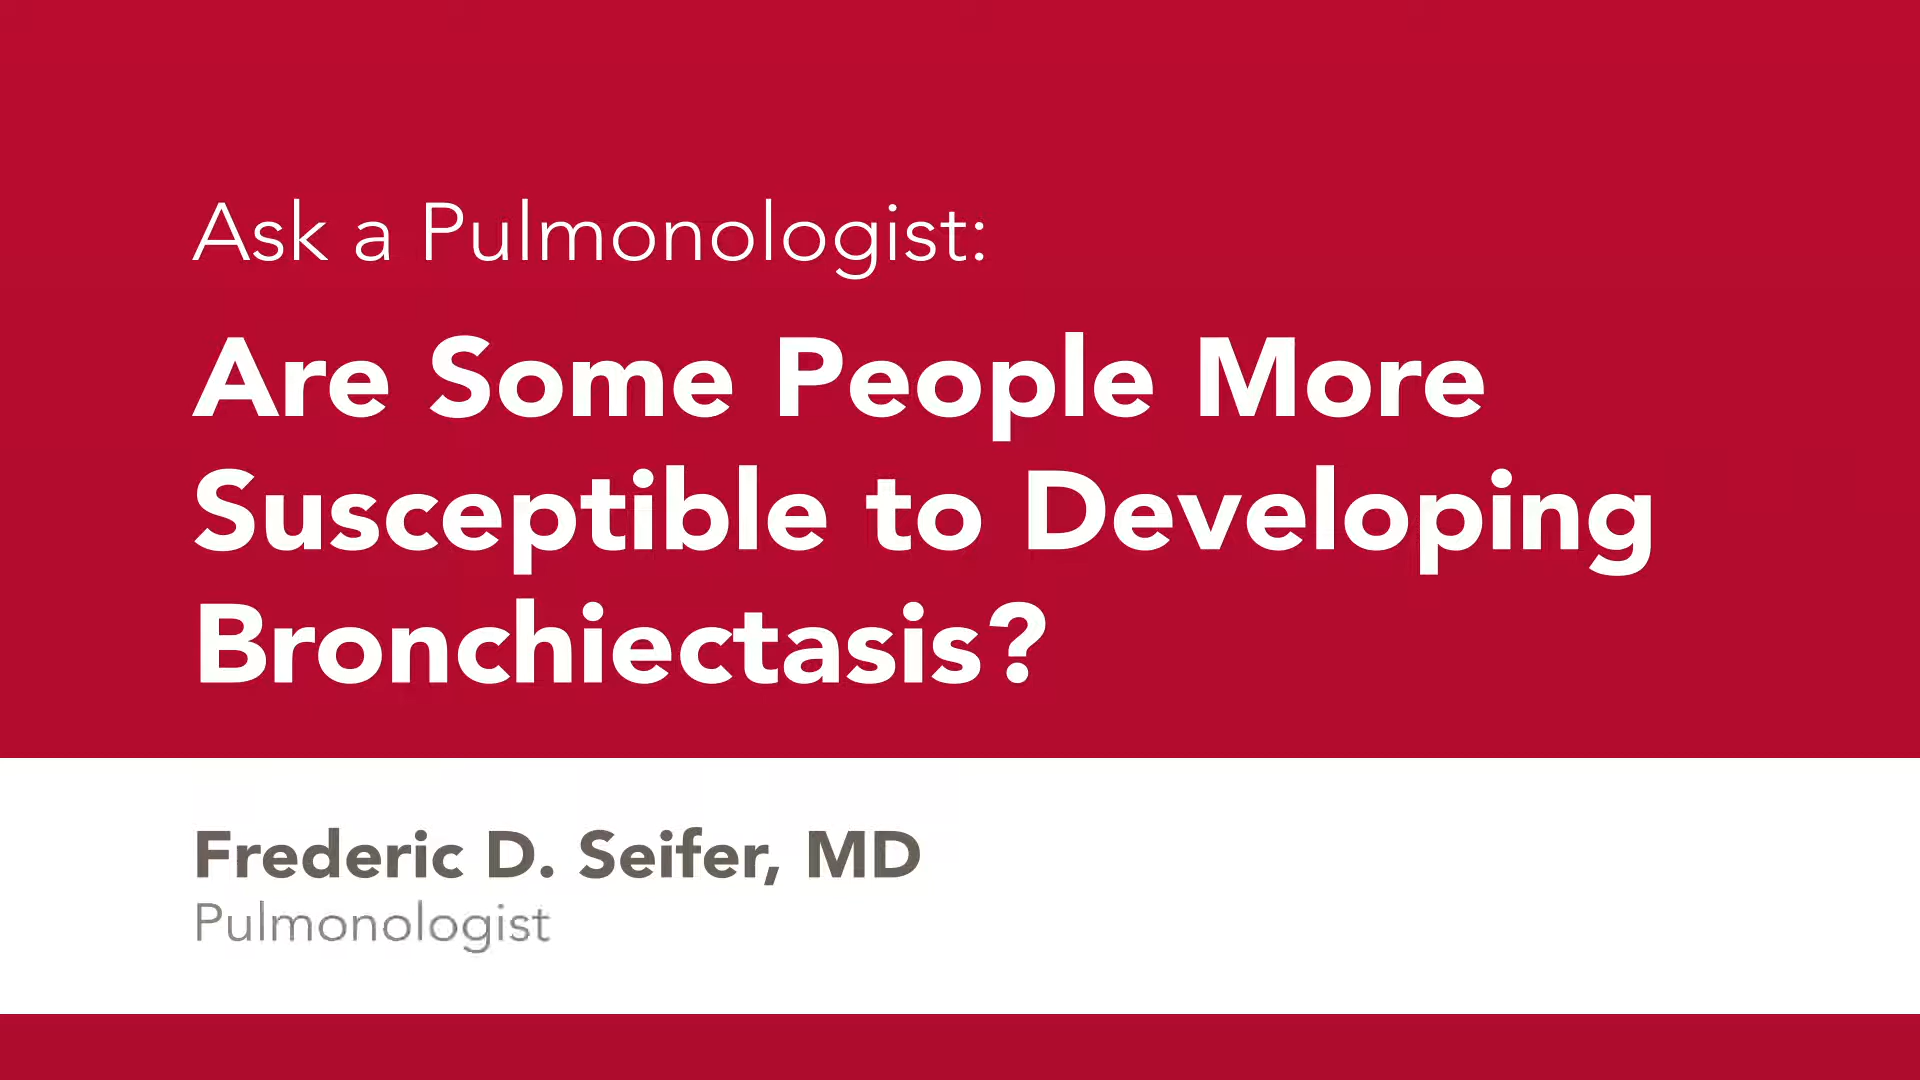 Ask a Pulmonologist:
Are Some People More
Susceptible to Developing
Bronchiectasis?
Frederic D. Seifer, MD
Pulmonologist